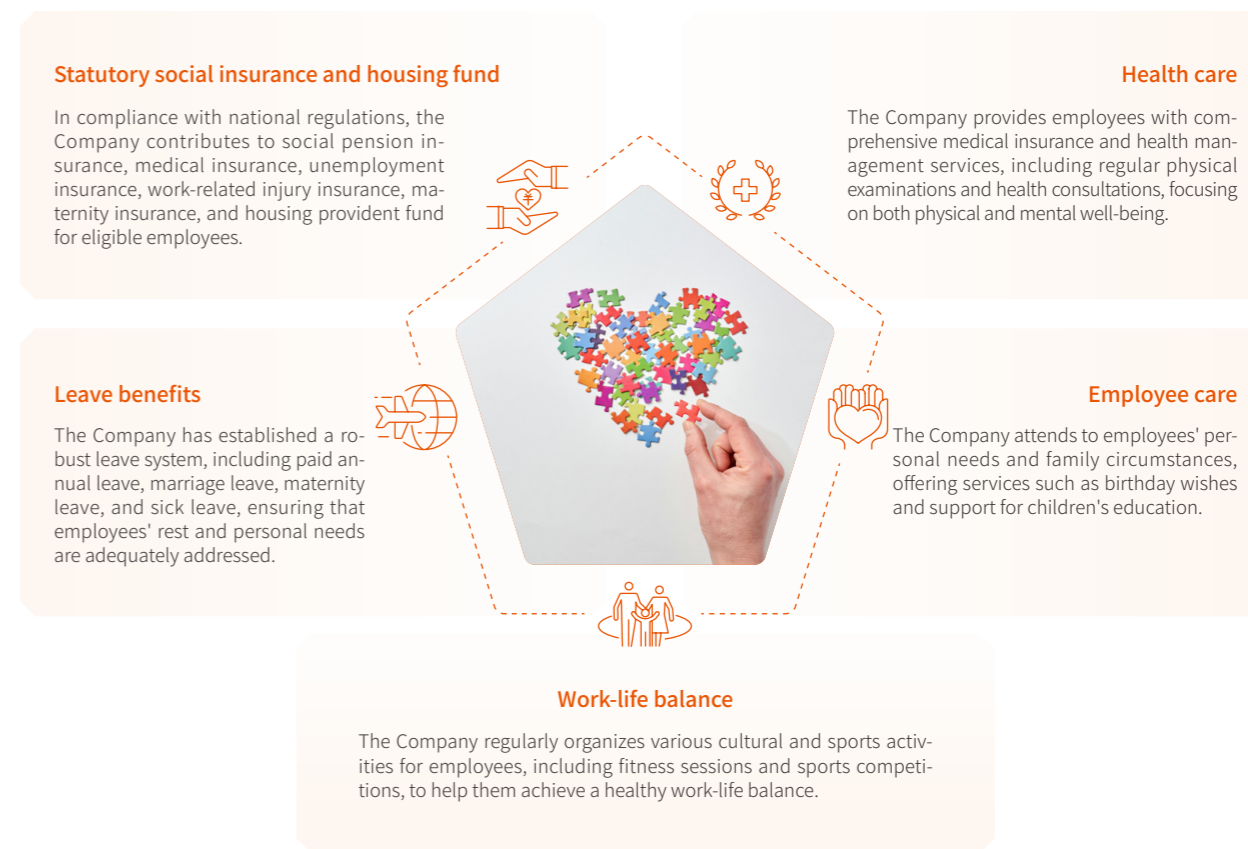 Statutory social insurance and housing fund
In compliance with national regulations, the
Company contributes to social pension in-
surance, medical insurance, unemployment
insurance, work-related injury insurance, ma-
ternity insurance, and housing provident fund
for eligible employees.
Health care
The Company provides employees with com-
prehensive medical insurance and health man-
agement services, including regular physical
examinations and health consultations, focusing
on both physical and mental well-being.
Leave benefits
The Company has established a ro-
bust leave system, including paid an-
nual leave, marriage leave, maternity
leave, and sick leave, ensuring that
employees' rest and personal needs
are adequately addressed.
Employee care
The Company attends to employees' per-
sonal needs and family circumstances,
offering services such as birthday wishes
and support for children's education.
Work-life balance
The Company regularly organizes various cultural and sports activ-
ities for employees, including fitness sessions and sports competi-
tions, to help them achieve a healthy work-life balance.